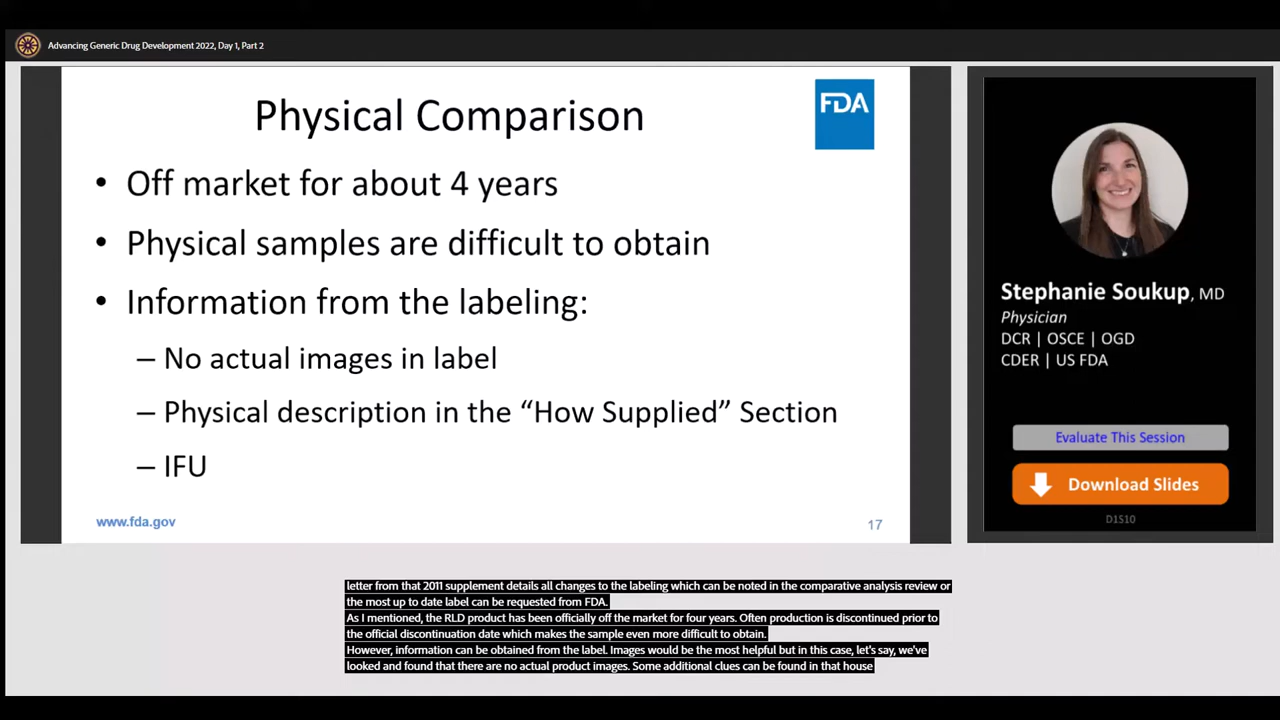 Advancing Generic Drug Development 2022, Day 1, Part 2
Physical Comparison
FDA
• Off market for about 4 years
• Physical samples are difficult to obtain
• Information from the labeling:
– No actual images in label
– Physical description in the “How Supplied” Section
– IFU
www.fda.gov
17
Stephanie Soukup, MD
Physician
DCR | OSCE | OGD
CDER | US FDA
Evaluate This Session
Download Slides
D1S10
letter from that 2011 supplement details all changes to the labeling which can be noted in the comparative analysis review or
the most up to date label can be requested from FDA.
As I mentioned, the RLD product has been officially off the market for four years. Often production is discontinued prior to
the official discontinuation date which makes the sample even more difficult to obtain.
However, information can be obtained from the label. Images would be the most helpful but in this case, let's say, we've
looked and found that there are no actual product images. Some additional clues can be found in that house